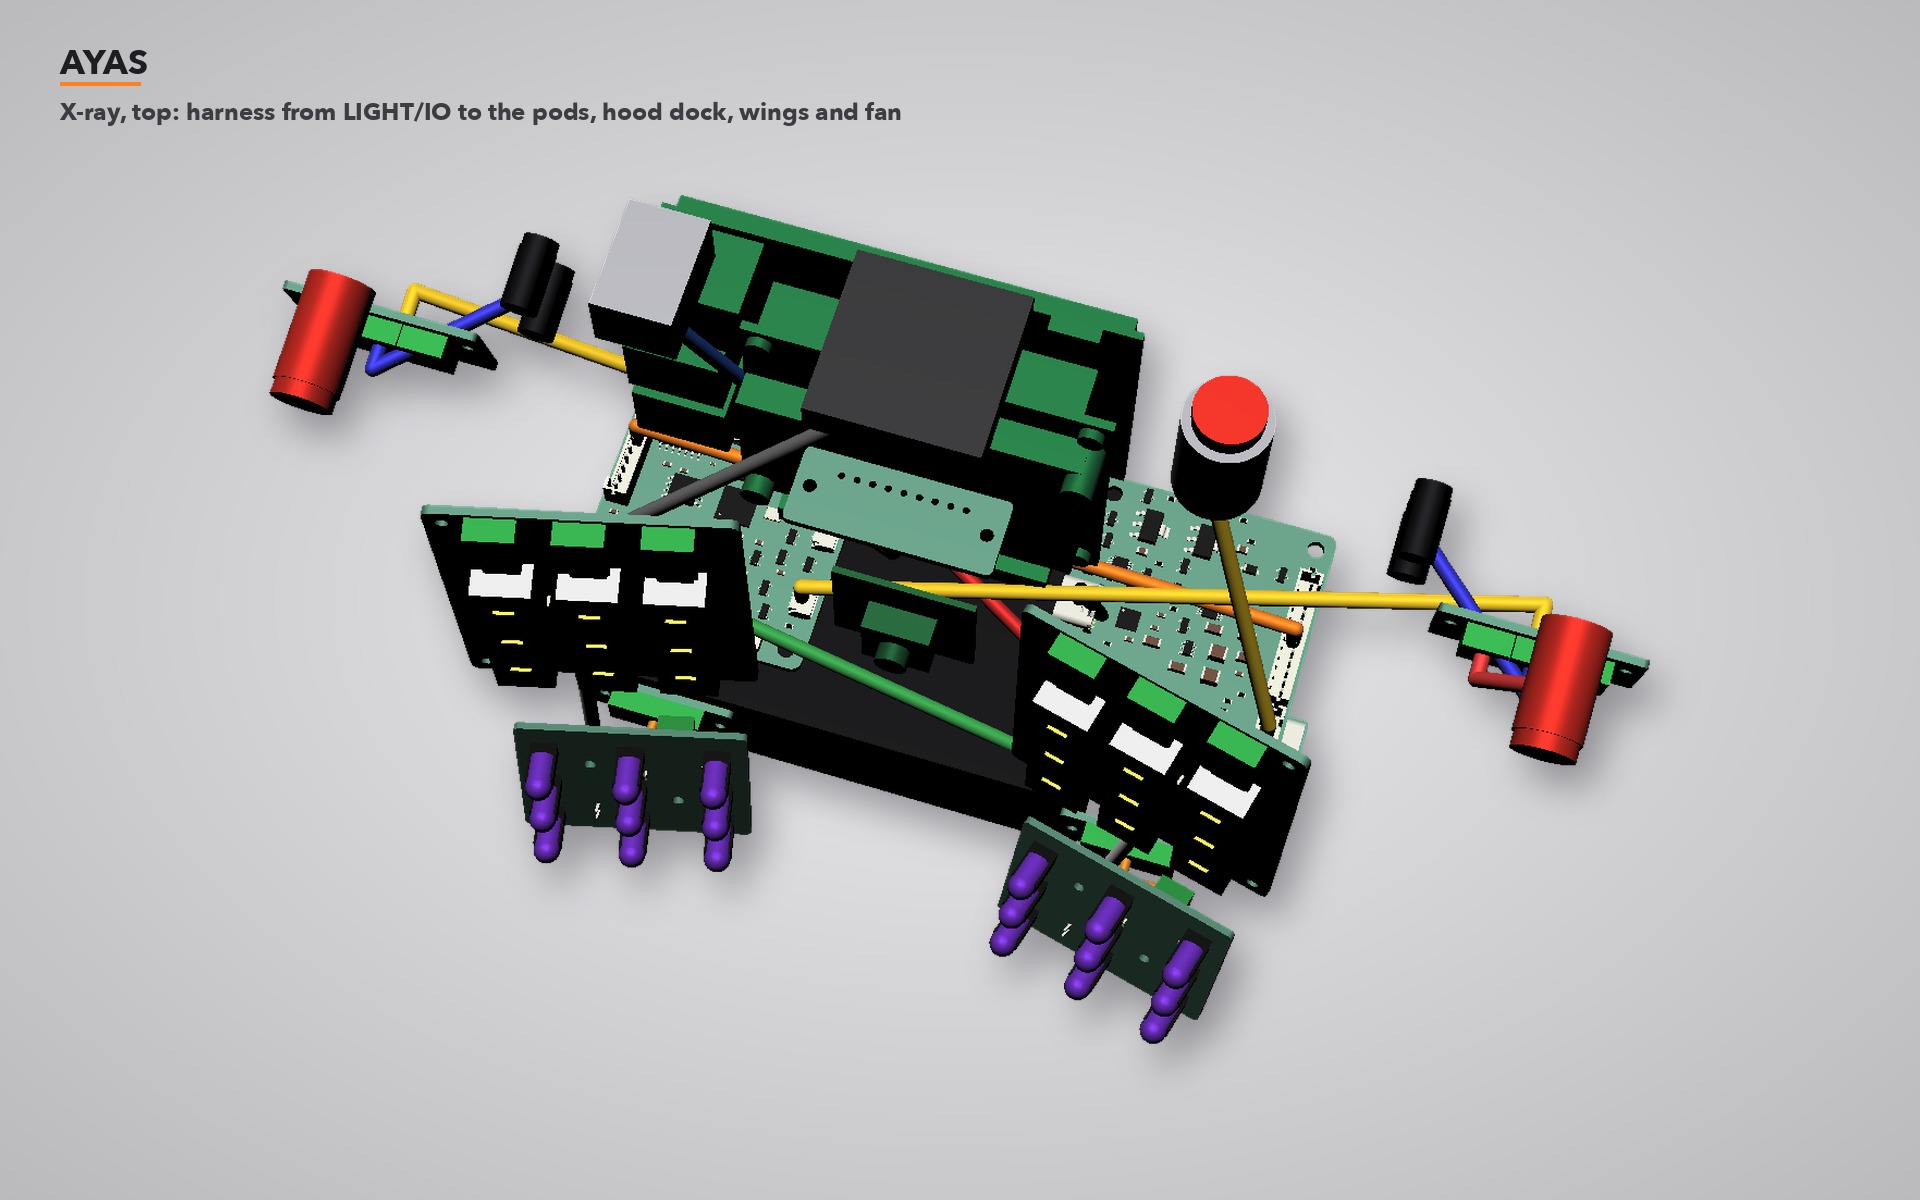 AYAS
X-ray, top: harness from LIGHT/IO to the pods, hood dock, wings and fan